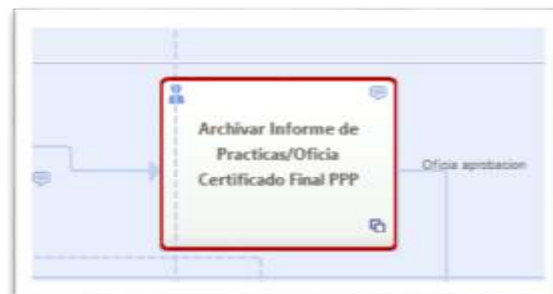 Archivar Informe de
Practicas/Oficia
Certificado Final PPP
Oficia aprobacion